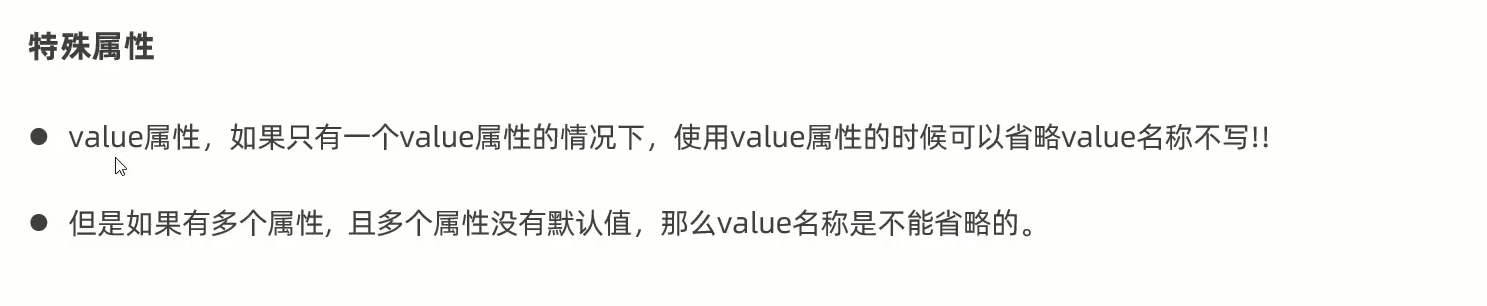 特殊属性
● value属性，如果只有一个value属性的情况下，使用value属性的时候可以省略value名称不写!!
● 但是如果有多个属性, 且多个属性没有默认值，那么value名称是不能省略的。